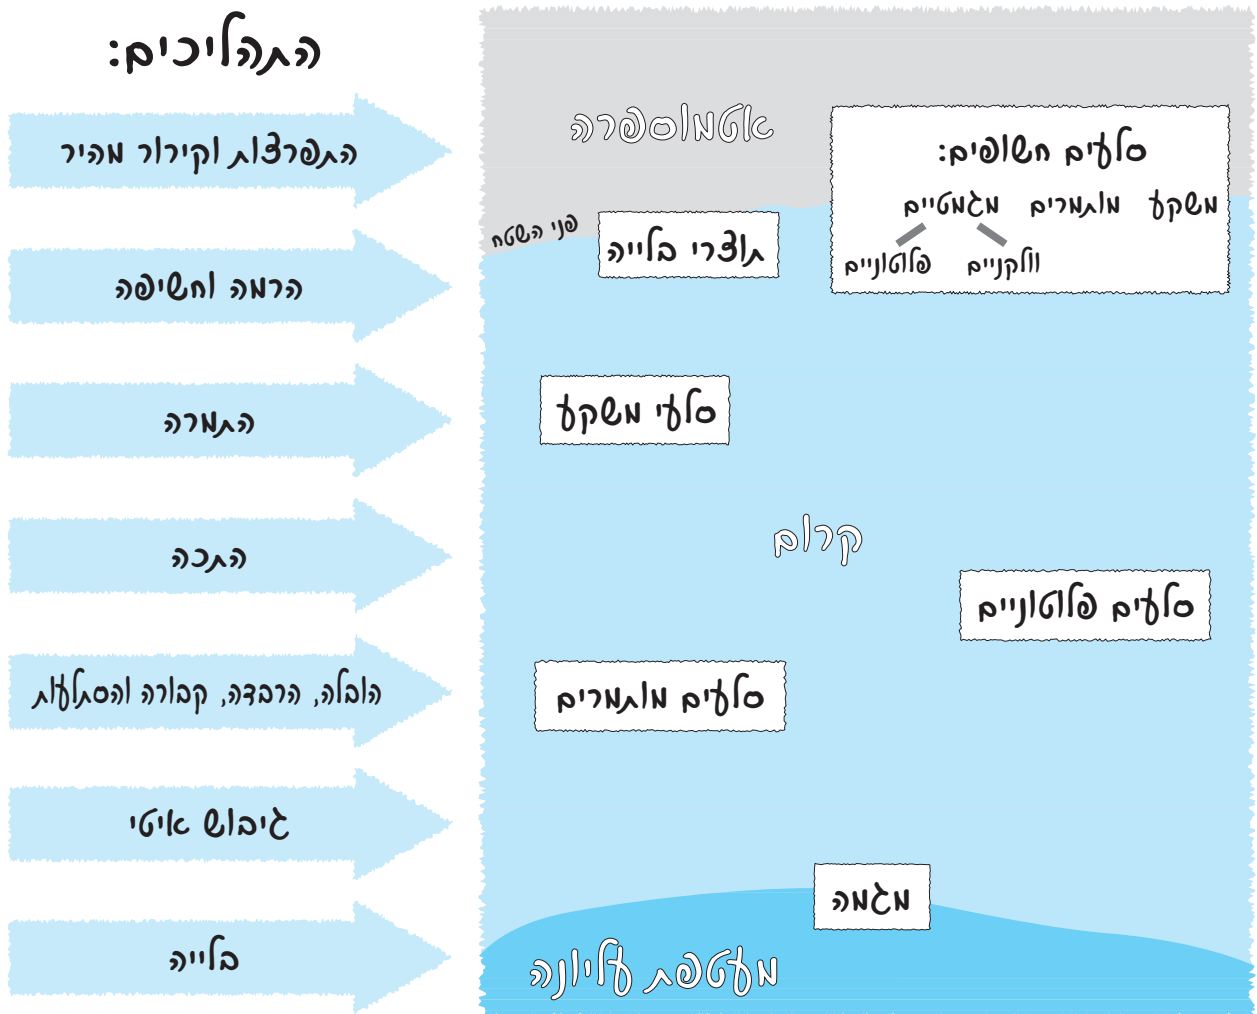 התהליכים:
התפרצות וקירור מהיר
הרמה וחשיפה
התמרה
התכה
הובלה, הרבדה, קבורה והסתלעות
גיבוש איטי
בלייה
אטמוספרה
סלעים חשופים:
משקע מותמרים מגמטיים
וולקניים פלוטוניים
פני השטח
תוצרי בלייה
סלעי משקע
קרום
סלעים פלוטוניים
סלעים מותמרים
מגמה
מעטפת עליונה